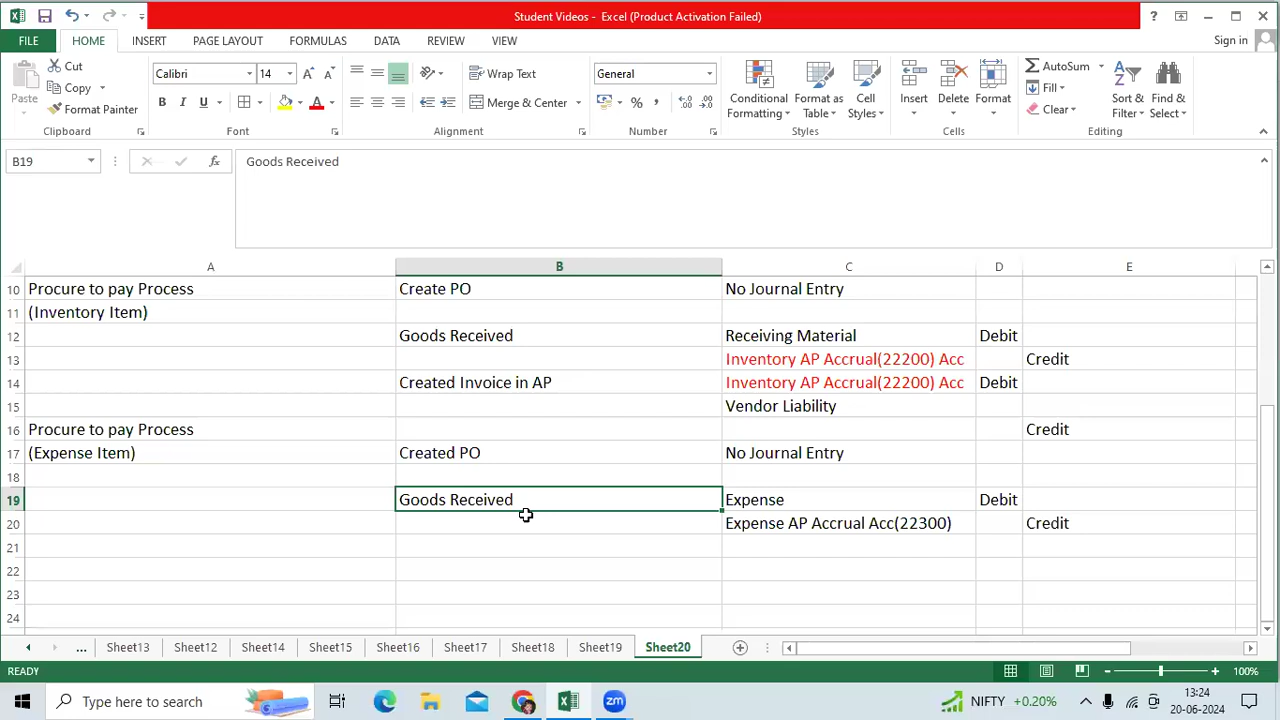 Student Videos - Excel (Product Activation Failed)
FILE HOME INSERT PAGE LAYOUT FORMULAS DATA REVIEW VIEW Sign in
Paste Cut Copy Format Painter
Calibri 14 Wrap Text General AutoSum
B I U Merge & Center % Fill Clear
Conditional Formatting Format as Table Cell Styles Insert Delete Format Sort & Filter Find & Select
Clipboard Font Alignment Number Styles Cells Editing
B19 fx Goods Received
A B C D E
10 Procure to pay Process Create PO No Journal Entry
11 (Inventory Item)
12 Goods Received Receiving Material Debit
13 Inventory AP Accrual(22200) Acc Credit
14 Created Invoice in AP Inventory AP Accrual(22200) Acc Debit
15 Vendor Liability
16 Procure to pay Process Credit
17 (Expense Item) Created PO No Journal Entry
18
19 Goods Received Expense Debit
20 Expense AP Accrual Acc(22300) Credit
21
22
23
24
... Sheet13 Sheet12 Sheet14 Sheet15 Sheet16 Sheet17 Sheet18 Sheet19 Sheet20
READY 100%
Type here to search zm NIFTY +0.20% 13:24
20-06-2024